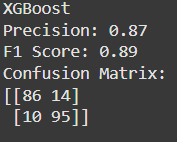 XGBoost
Precision: 0.87
F1 Score: 0.89
Confusion Matrix:
[[86 14]
 [10 95]]